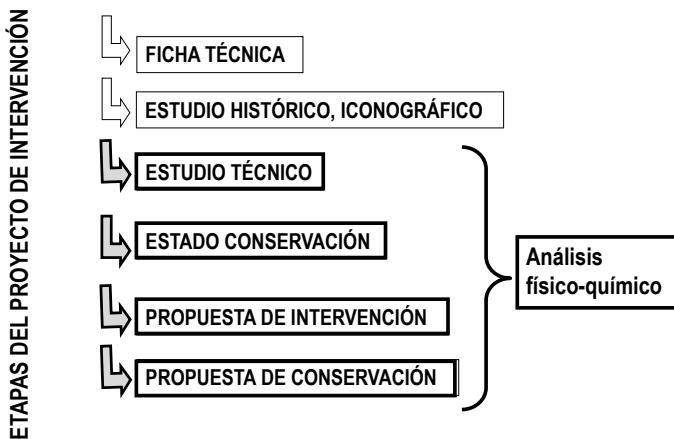 ETAPAS DEL PROYECTO DE INTERVENCIÓN
FICHA TÉCNICA
ESTUDIO HISTÓRICO, ICONOGRÁFICO
ESTUDIO TÉCNICO
ESTADO CONSERVACIÓN
PROPUESTA DE INTERVENCIÓN
PROPUESTA DE CONSERVACIÓN
Análisis
físico-químico